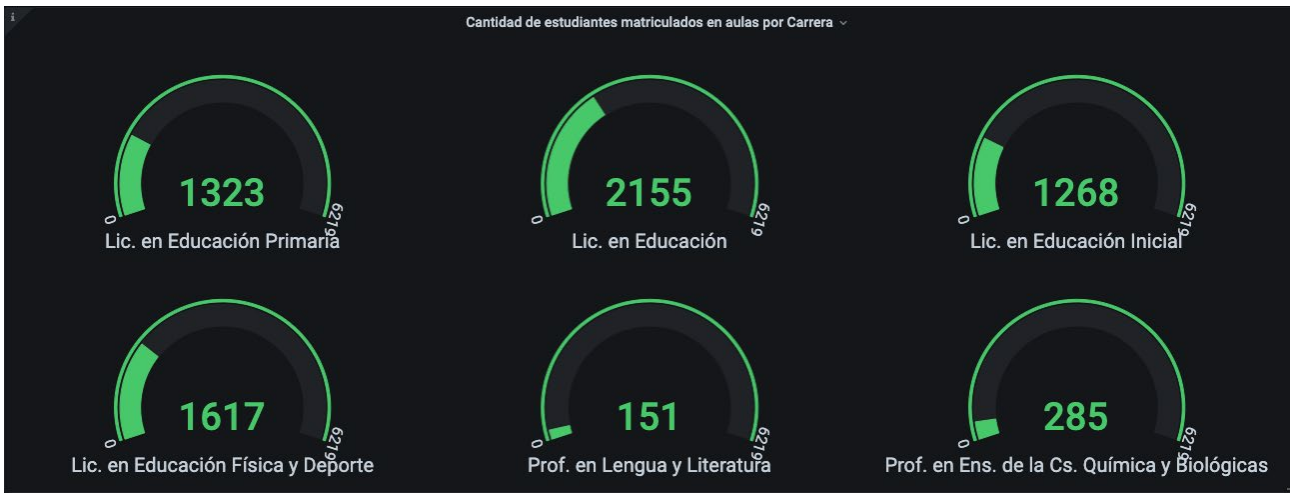 i
Cantidad de estudiantes matriculados en aulas por Carrera
1323
0
6219
Lic. en Educación Primaria
2155
0
6219
Lic. en Educación
1268
0
6219
Lic. en Educación Inicial
1617
0
6219
Lic. en Educación Física y Deporte
151
0
6219
Prof. en Lengua y Literatura
285
0
6219
Prof. en Ens. de la Cs. Química y Biológicas